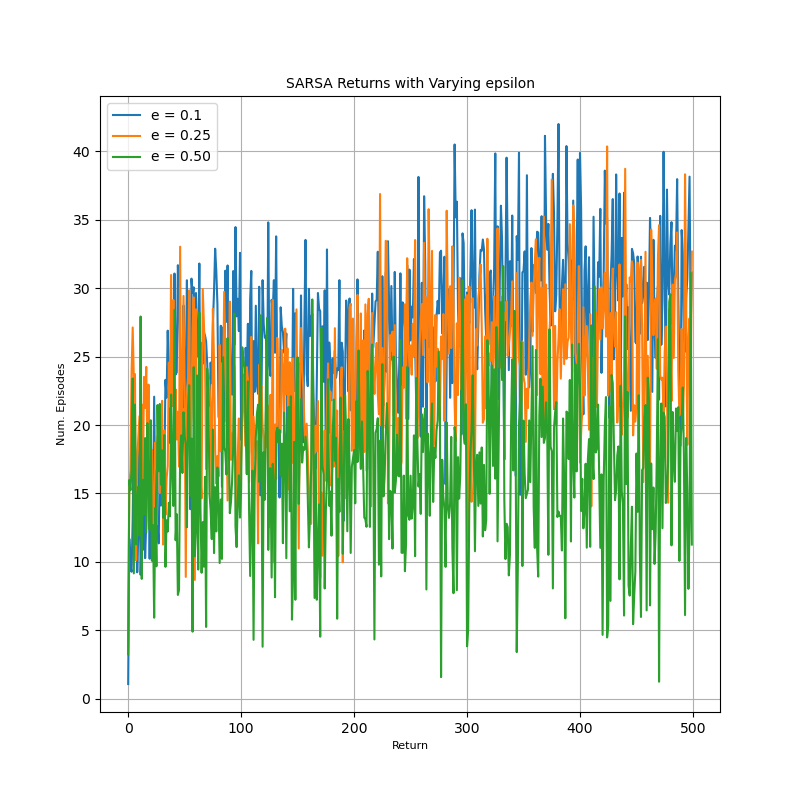 SARSA Returns with Varying epsilon
e = 0.1
e = 0.25
e = 0.50
40
35
30
25
20
15
10
5
0
Num. Episodes
0 100 200 300 400 500
Return